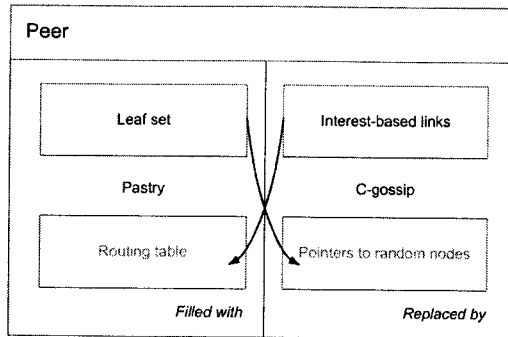 Peer
Leaf set
Interest-based links
Pastry
C-gossip
Routing table
Pointers to random nodes
Filled with
Replaced by